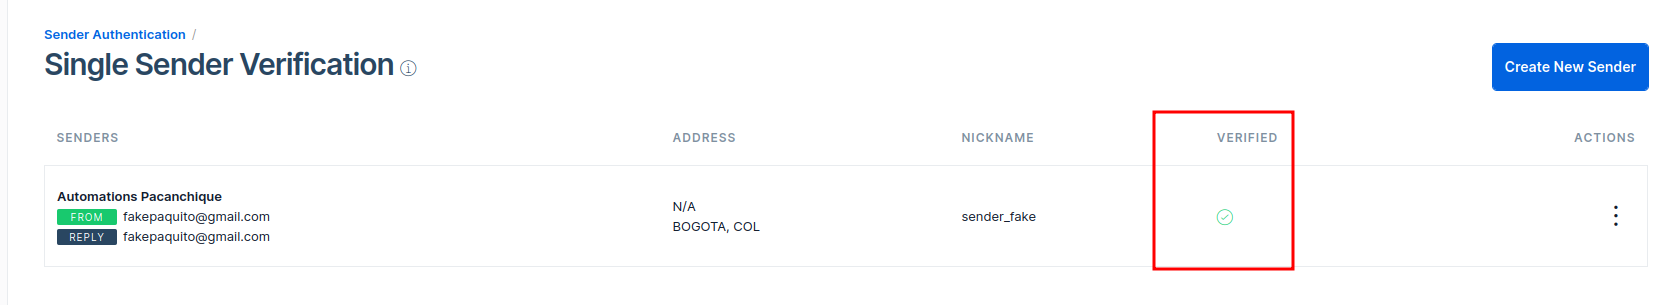 Sender Authentication /
Single Sender Verification
Create New Sender
SENDERS ADDRESS NICKNAME VERIFIED ACTIONS
Automations Pacanchique
FROM fakepaquito@gmail.com
REPLY fakepaquito@gmail.com
N/A
BOGOTA, COL
sender_fake